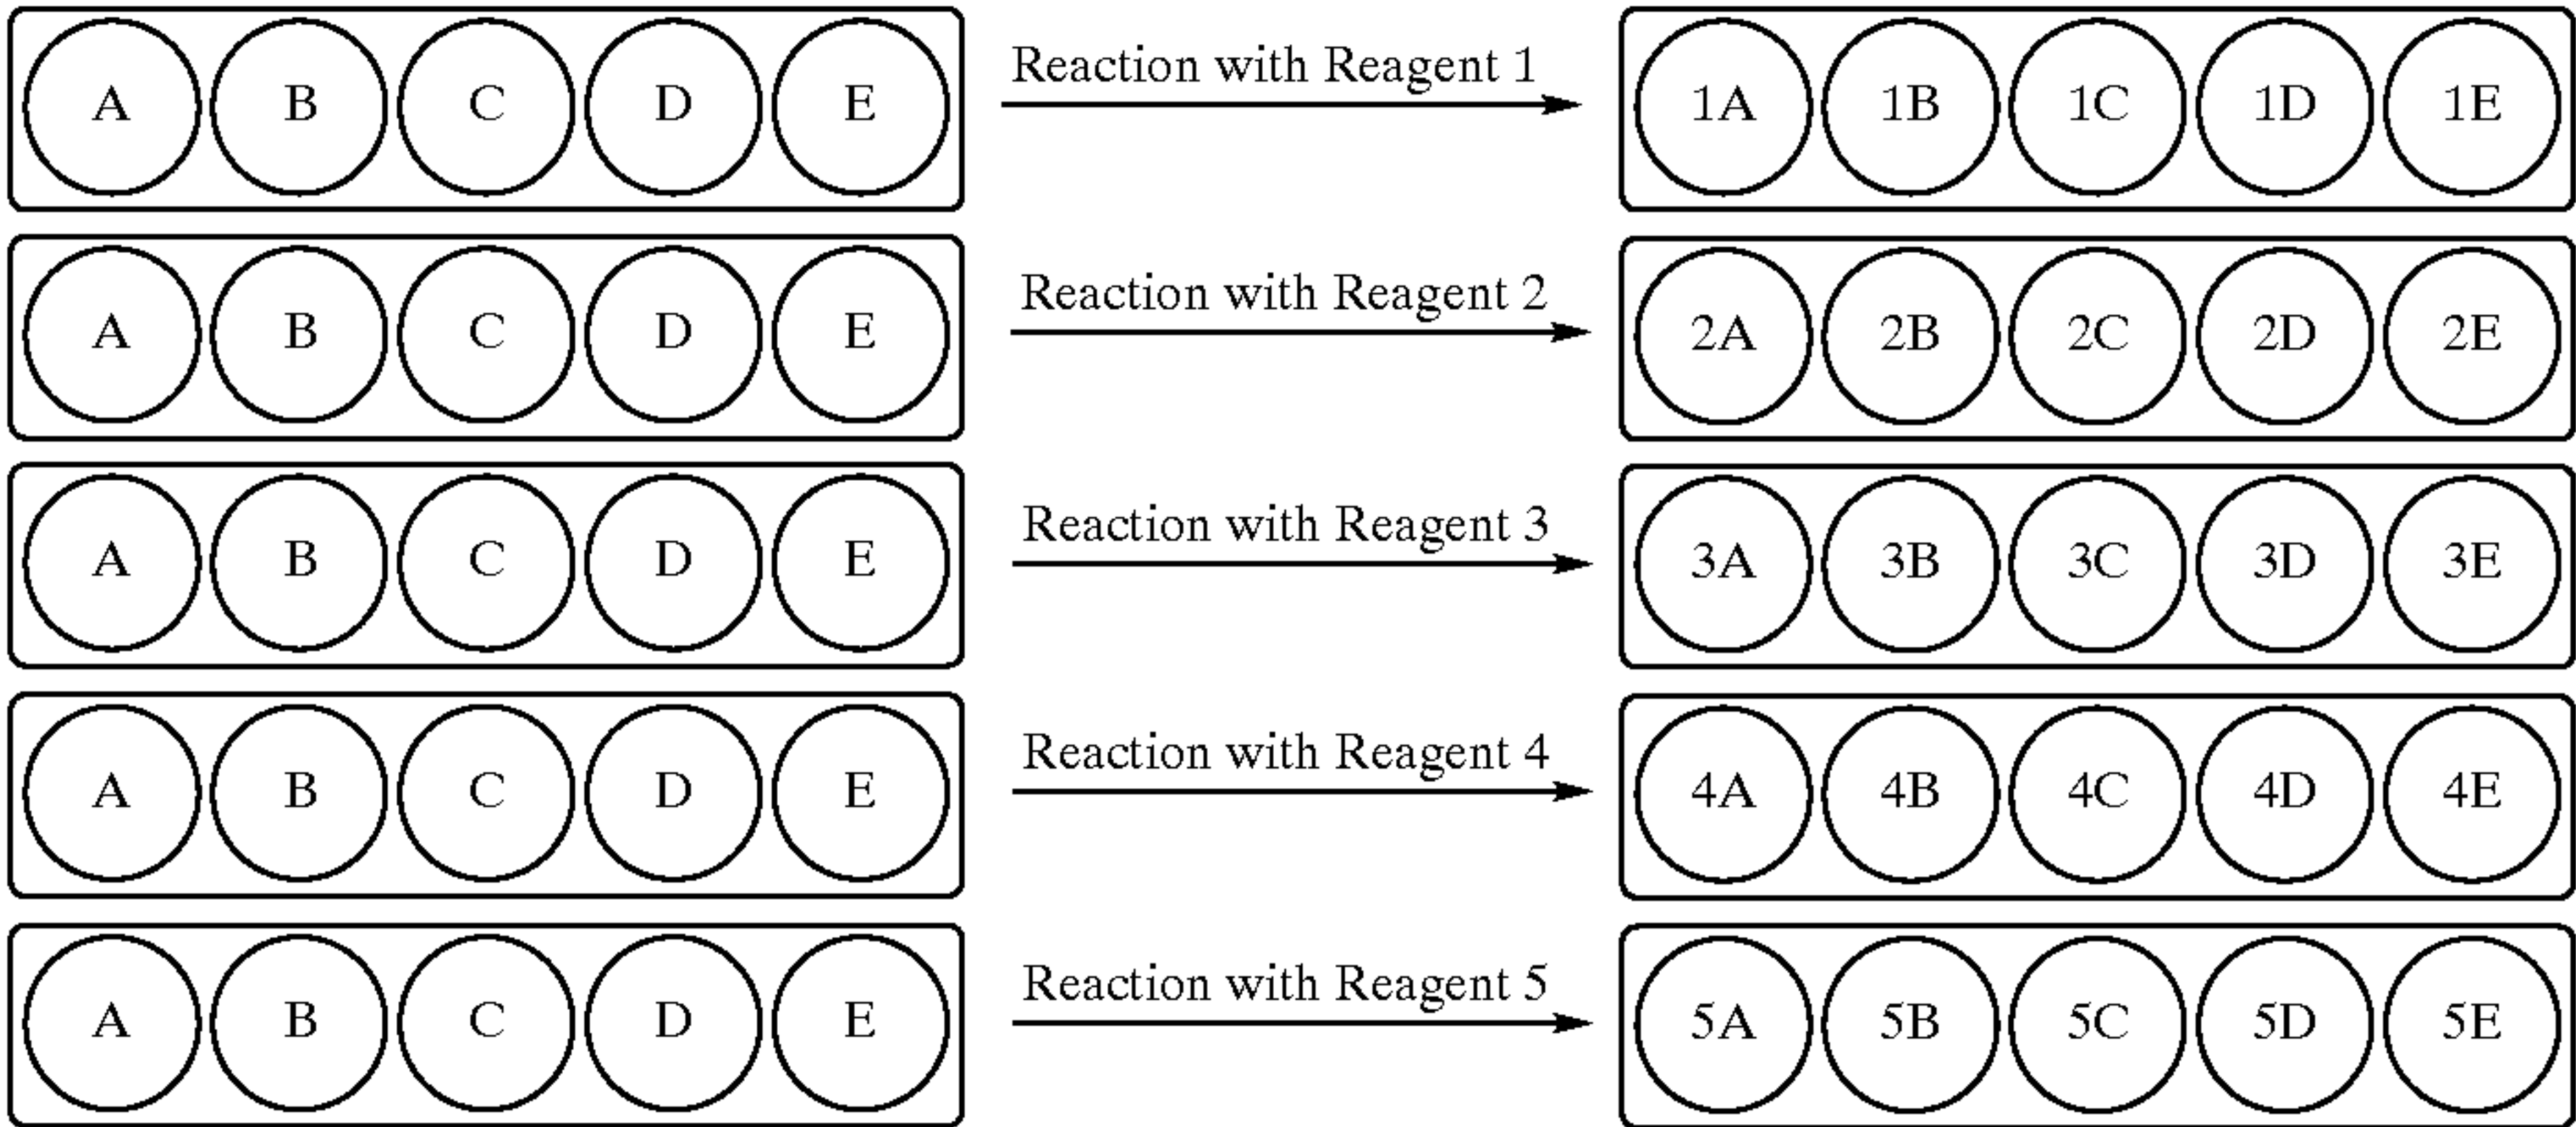 A B C D E Reaction with Reagent 1 1A 1B 1C 1D 1E
A B C D E Reaction with Reagent 2 2A 2B 2C 2D 2E
A B C D E Reaction with Reagent 3 3A 3B 3C 3D 3E
A B C D E Reaction with Reagent 4 4A 4B 4C 4D 4E
A B C D E Reaction with Reagent 5 5A 5B 5C 5D 5E